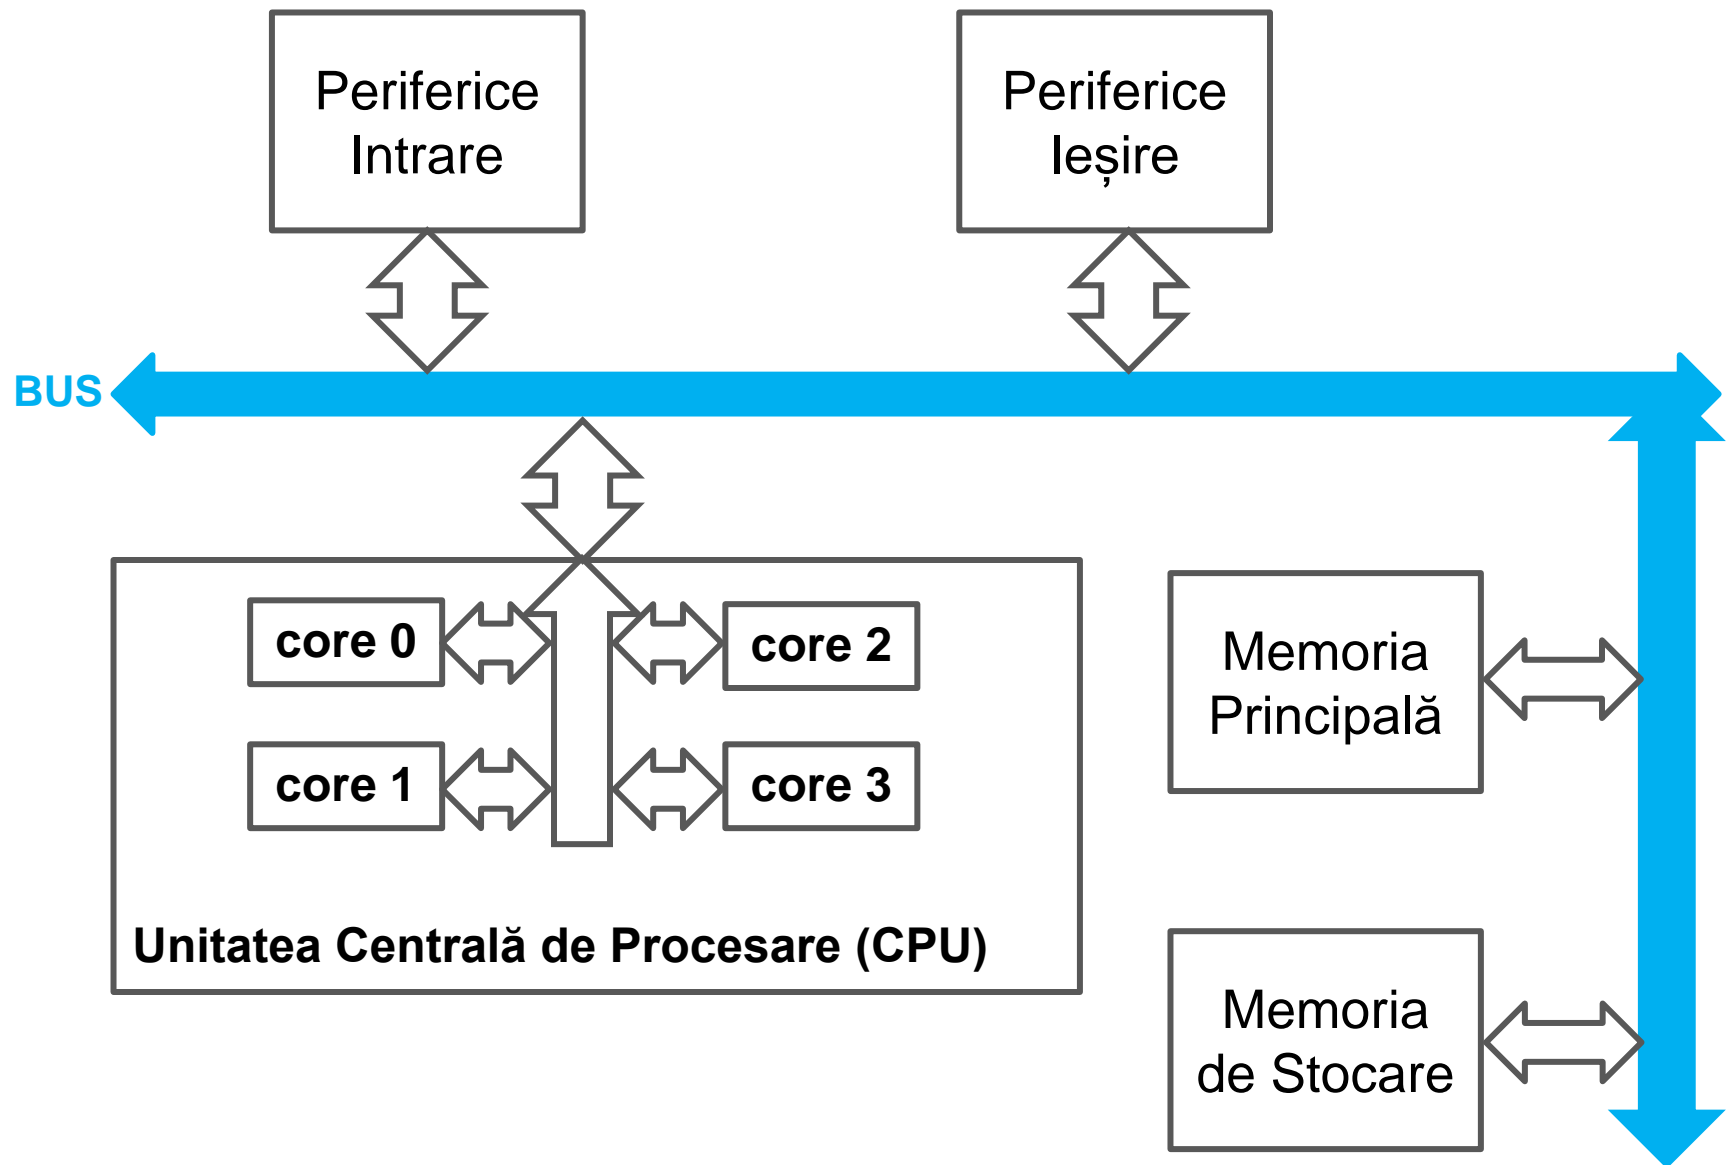 Periferice
Intrare
Periferice
Ieșire
BUS
core 0
core 2
core 1
core 3
Unitatea Centrală de Procesare (CPU)
Memoria
Principală
Memoria
de Stocare